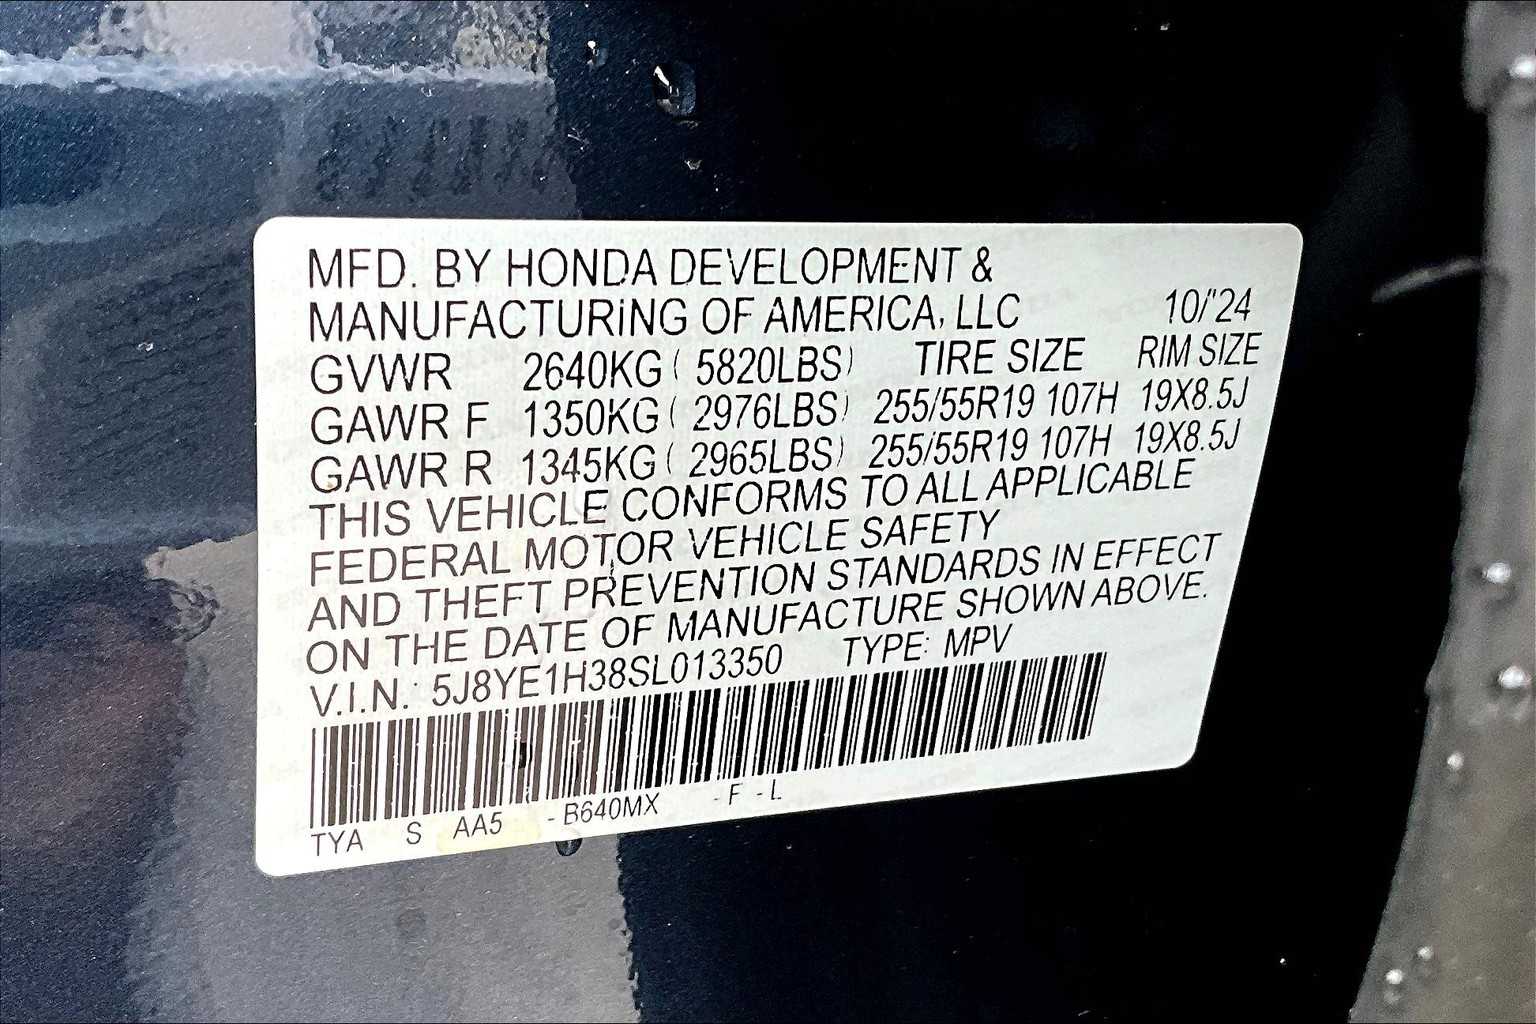 MFD. BY HONDA DEVELOPMENT &
MANUFACTURING OF AMERICA, LLC 10/'24
GVWR 2640KG ( 5820LBS) TIRE SIZE RIM SIZE
GAWR F 1350KG ( 2976LBS) 255/55R19 107H 19X8.5J
GAWR R 1345KG ( 2965LBS) 255/55R19 107H 19X8.5J
THIS VEHICLE CONFORMS TO ALL APPLICABLE
FEDERAL MOTOR VEHICLE SAFETY
AND THEFT PREVENTION STANDARDS IN EFFECT
ON THE DATE OF MANUFACTURE SHOWN ABOVE.
V.I.N. : 5J8YE1H38SL013350 TYPE: MPV
TYA S AA5 - B640MX - F - L